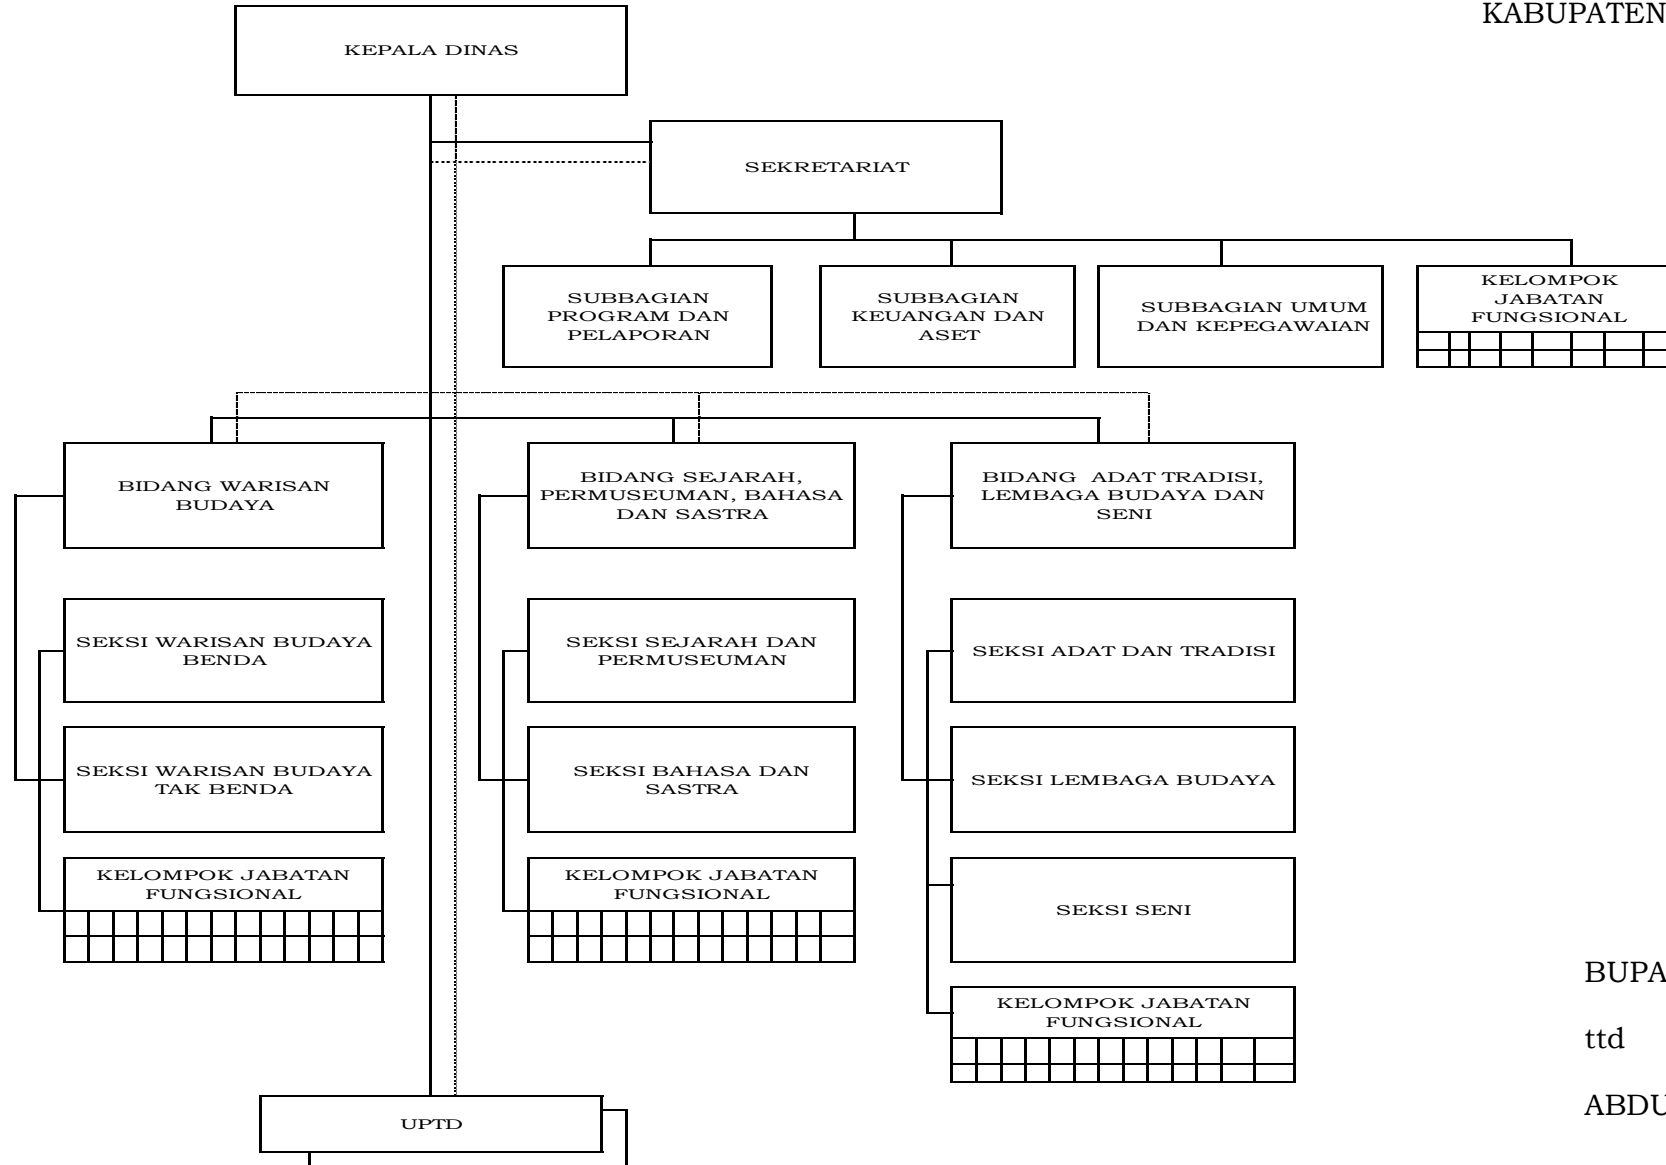 KABUPATEN
KEPALA DINAS
SEKRETARIAT
SUBBAGIAN
PROGRAM DAN
PELAPORAN
SUBBAGIAN
KEUANGAN DAN
ASET
SUBBAGIAN UMUM
DAN KEPEGAWAIAN
KELOMPOK
JABATAN
FUNGSIONAL
BIDANG WARISAN
BUDAYA
BIDANG SEJARAH,
PERMUSEUMAN, BAHASA
DAN SASTRA
BIDANG ADAT TRADISI,
LEMBAGA BUDAYA DAN
SENI
SEKSI WARISAN BUDAYA
BENDA
SEKSI SEJARAH DAN
PERMUSEUMAN
SEKSI ADAT DAN TRADISI
SEKSI WARISAN BUDAYA
TAK BENDA
SEKSI BAHASA DAN
SASTRA
SEKSI LEMBAGA BUDAYA
KELOMPOK JABATAN
FUNGSIONAL
KELOMPOK JABATAN
FUNGSIONAL
SEKSI SENI
KELOMPOK JABATAN
FUNGSIONAL
BUPA
ttd
ABDU
UPTD